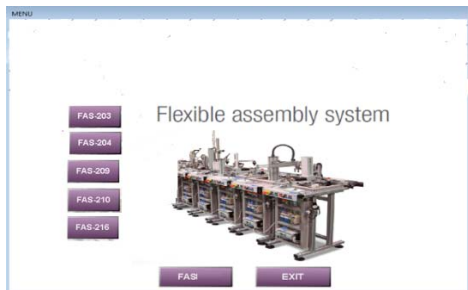 MENU
Flexible assembly system
FAS-203
FAS-204
FAS-209
FAS-210
FAS-216
FASI
EXIT